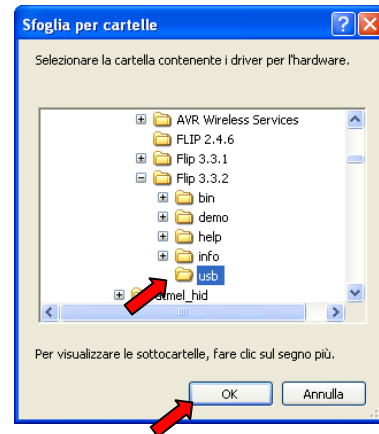 Sfoglia per cartelle
Selezionare la cartella contenente i driver per l'hardware.
AVR Wireless Services
FLIP 2.4.6
Flip 3.3.1
Flip 3.3.2
bin
demo
help
info
usb
atmel_hid
Per visualizzare le sottocartelle, fare clic sul segno più.
OK
Annulla